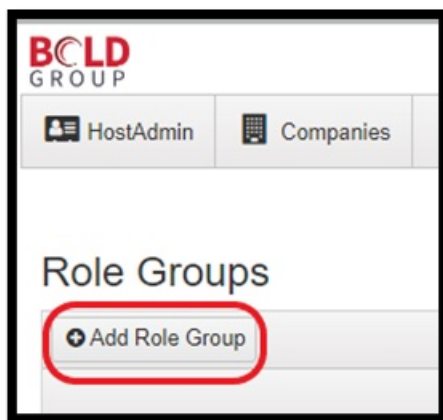 BOLD
GROUP
HostAdmin Companies
Role Groups
Add Role Group